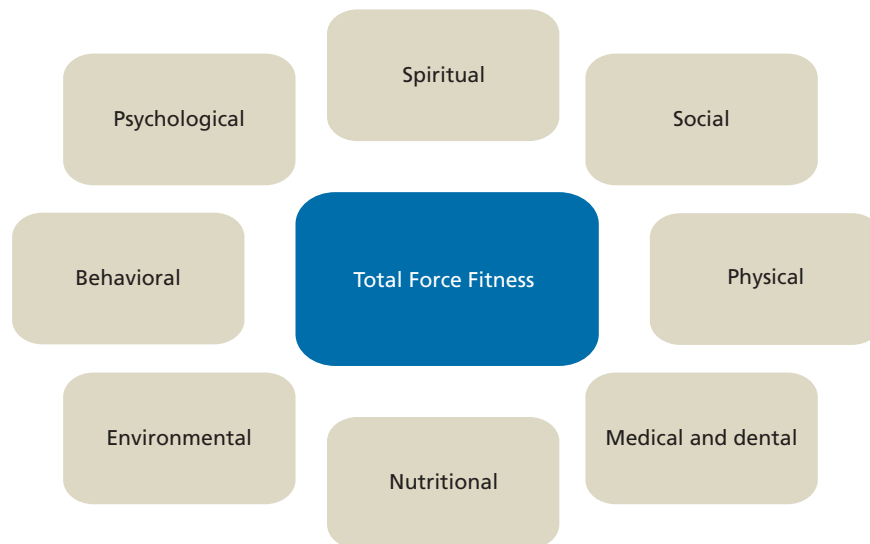 Spiritual
Psychological
Social
Behavioral
Total Force Fitness
Physical
Environmental
Medical and dental
Nutritional